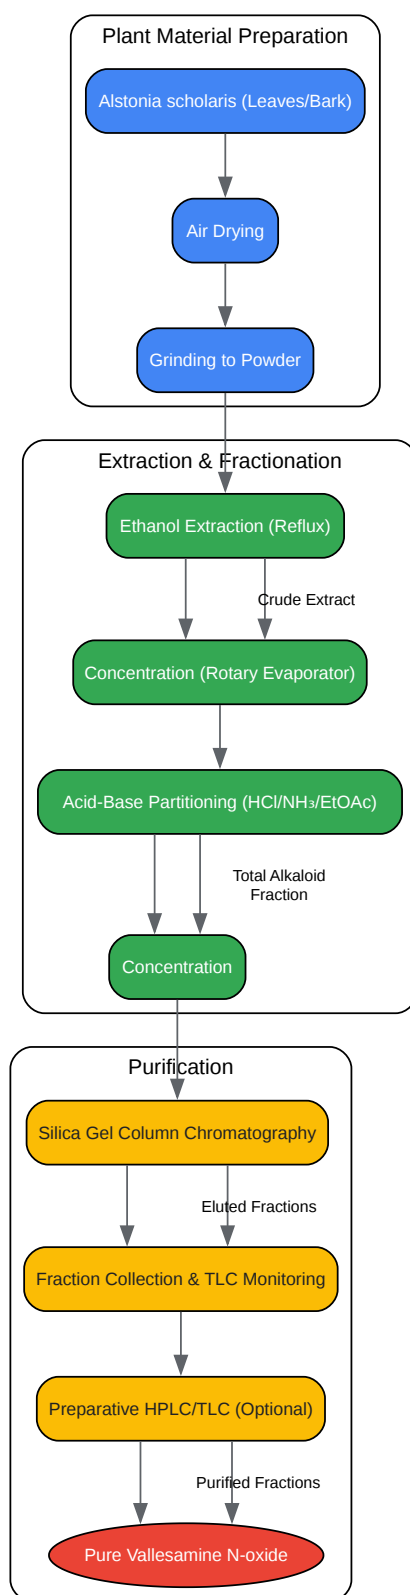 Plant Material Preparation
Alstonia scholaris (Leaves/Bark)
Air Drying
Grinding to Powder
Extraction & Fractionation
Ethanol Extraction (Reflux)
Crude Extract
Concentration (Rotary Evaporator)
Acid-Base Partitioning (HCl/NH₃/EtOAc)
Total Alkaloid
Fraction
Concentration
Purification
Silica Gel Column Chromatography
Eluted Fractions
Fraction Collection & TLC Monitoring
Preparative HPLC/TLC (Optional)
Purified Fractions
Pure Vallesamine N-oxide